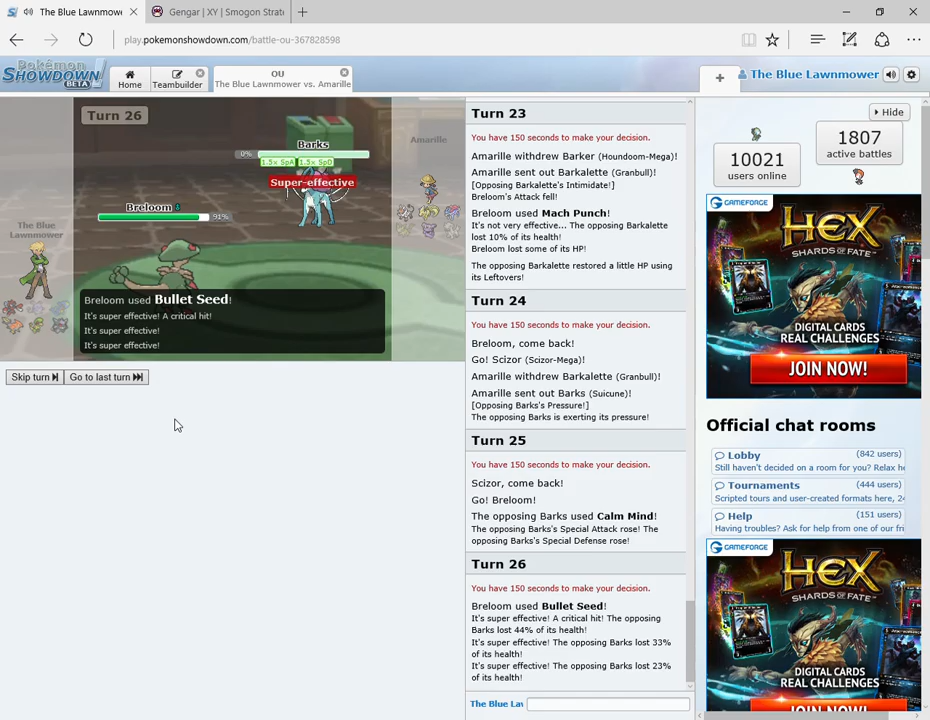 The Blue Lawnmowe
Gengar | XY | Smogon Strate
play.pokemonshowdown.com/battle-ou-367828598
Pokémon
SHOWDOWN
BETA
Home
Teambuilder
OU
The Blue Lawnmower vs. Amarille
The Blue Lawnmower
Turn 26
Barks
0%
1.5x SpA
1.5x SpD
Super-effective
Amarille
Breloom
91%
The Blue
Lawnmower
Breloom used Bullet Seed!
It's super effective! A critical hit!
It's super effective!
It's super effective!
Skip turn
Go to last turn
Turn 23
You have 150 seconds to make your decision.
Amarille withdrew Barker (Houndoom-Mega)!
Amarille sent out Barkalette (Granbull)!
[Opposing Barkalette's Intimidate!]
Breloom's Attack fell!
Breloom used Mach Punch!
It's not very effective... The opposing Barkalette
lost 10% of its health!
Breloom lost some of its HP!
The opposing Barkalette restored a little HP using
its Leftovers!
Turn 24
You have 150 seconds to make your decision.
Breloom, come back!
Go! Scizor (Scizor-Mega)!
Amarille withdrew Barkalette (Granbull)!
Amarille sent out Barks (Suicune)!
[Opposing Barks's Pressure!]
The opposing Barks is exerting its pressure!
Turn 25
You have 150 seconds to make your decision.
Scizor, come back!
Go! Breloom!
The opposing Barks used Calm Mind!
The opposing Barks's Special Attack rose! The
opposing Barks's Special Defense rose!
Turn 26
You have 150 seconds to make your decision.
Breloom used Bullet Seed!
It's super effective! A critical hit! The opposing
Barks lost 44% of its health!
It's super effective! The opposing Barks lost 33%
of its health!
It's super effective! The opposing Barks lost 23%
of its health!
The Blue Lav
Hide
10021
users online
1807
active battles
GAMEFORGE
HEX
SHARDS OF FATE
DIGITAL CARDS
REAL CHALLENGES
JOIN NOW!
Official chat rooms
Lobby
(842 users)
Still haven't decided on a room for you? Relax he
Tournaments
(444 users)
Scripted tours and user-created formats here, 24
Help
(151 users)
Having troubles? Ask for help from one of our fri
GAMEFORGE
HEX
SHARDS OF FATE
DIGITAL CARDS
REAL CHALLENGES
JOIN NOW!